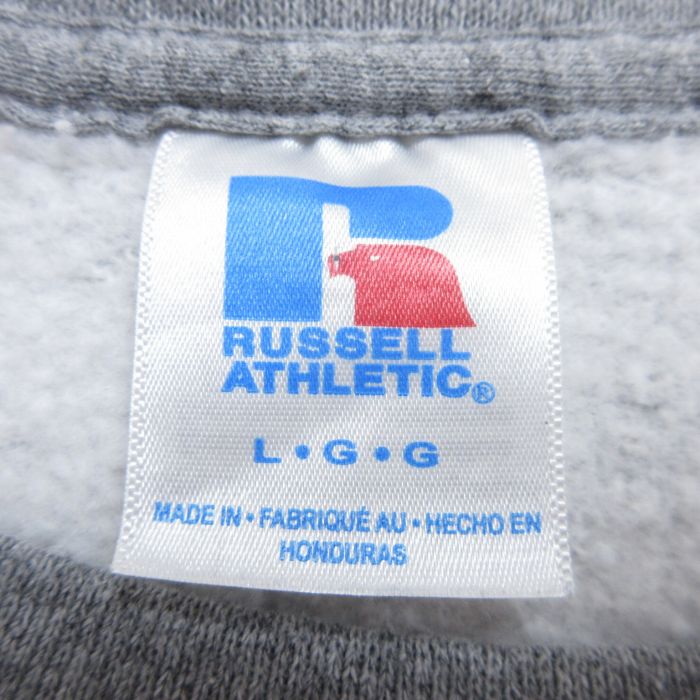 RUSSELL
ATHLETIC®
L • G • G
MADE IN • FABRIQUÉ AU • HECHO EN
HONDURAS